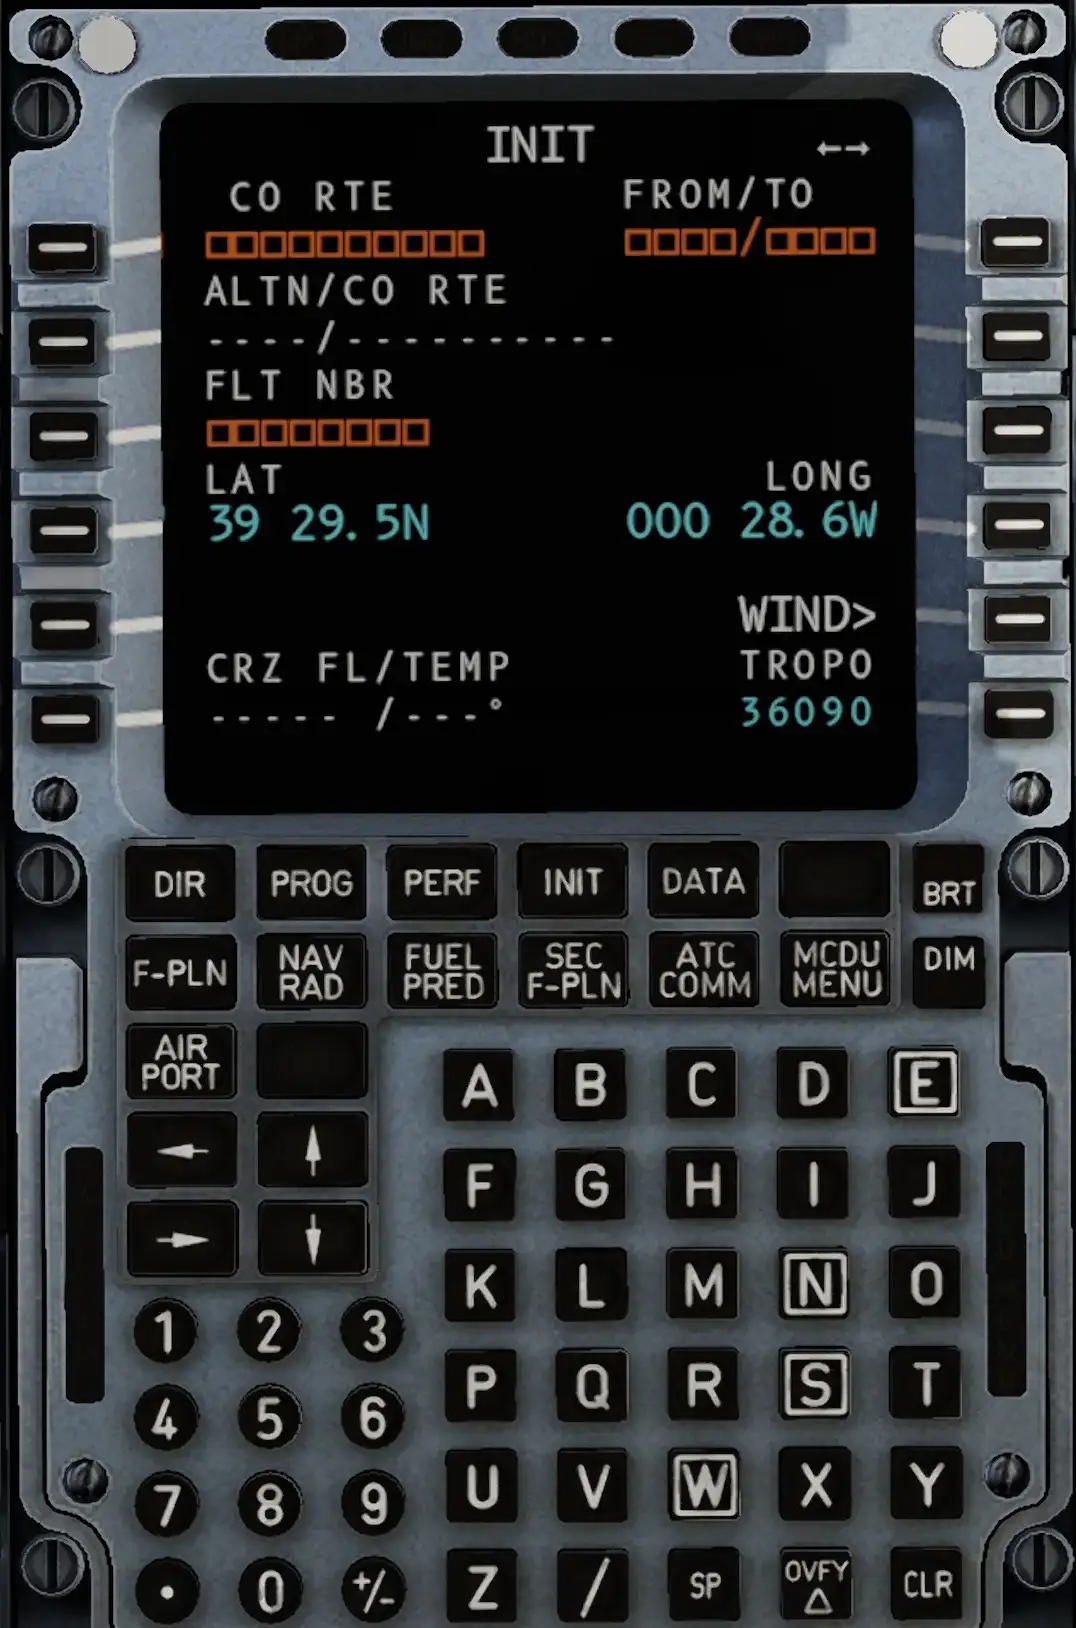 INIT ←→
CO RTE FROM/TO
□□□□□□□□□□ □□□□/□□□□
ALTN/CO RTE
----/----------
FLT NBR
□□□□□□□□
LAT LONG
39 29.5N 000 28.6W
WIND>
CRZ FL/TEMP TROPO
----- /---° 36090
DIR PROG PERF INIT DATA BRT
F-PLN NAV RAD FUEL PRED SEC F-PLN ATC COMM MCDU MENU DIM
AIR PORT
← ↑
→ ↓
A B C D E
F G H I J
K L M N O
1 2 3
P Q R S T
4 5 6
U V W X Y
7 8 9
Z / SP OVFY △ CLR
. 0 +/-